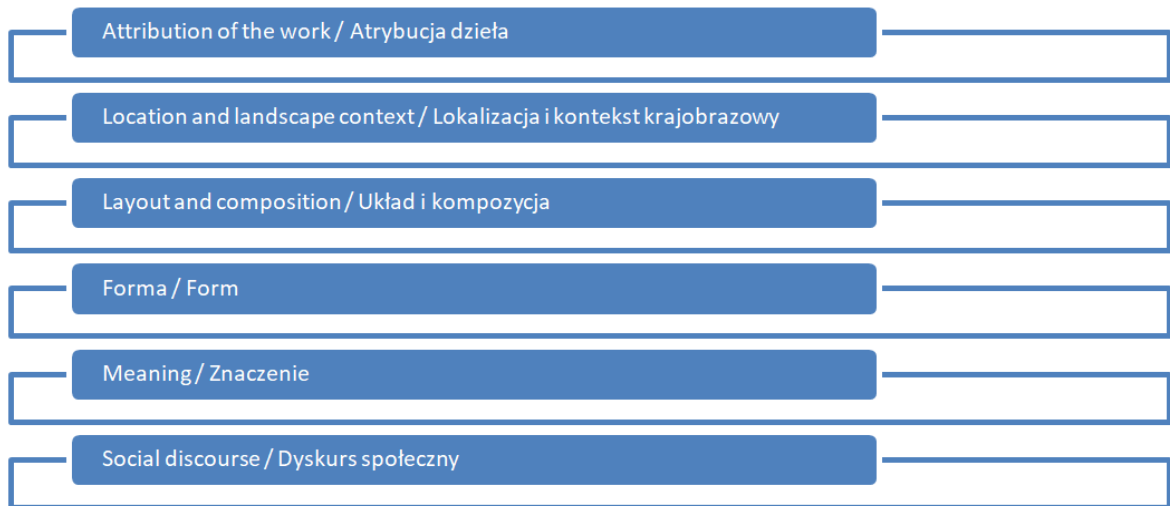 Attribution of the work / Atrybucja dzieła
Location and landscape context / Lokalizacja i kontekst krajobrazowy
Layout and composition / Układ i kompozycja
Forma / Form
Meaning / Znaczenie
Social discourse / Dyskurs społeczny